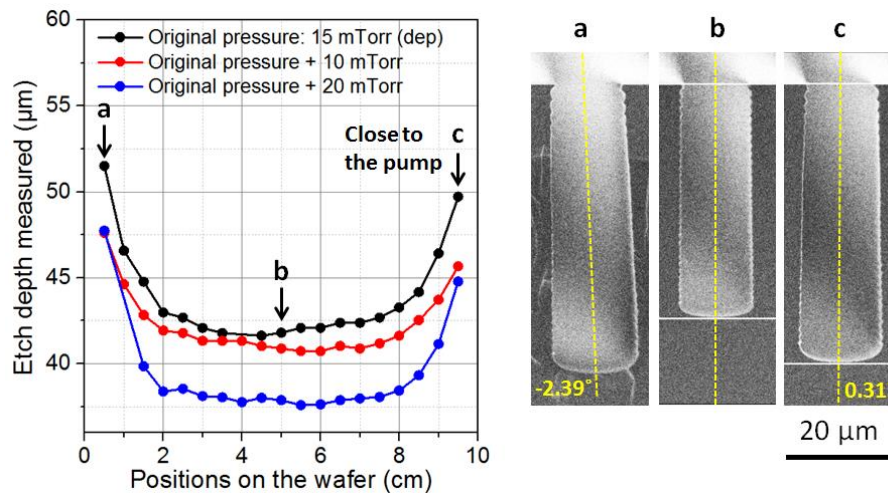 Original pressure: 15 mTorr (dep)
Original pressure + 10 mTorr
Original pressure + 20 mTorr
a
b
Close to
the pump
c
60
55
50
45
40
Etch depth measured (μm)
0
2
4
6
8
10
Positions on the wafer (cm)
a
b
c
-2.39°
0.31
20 μm